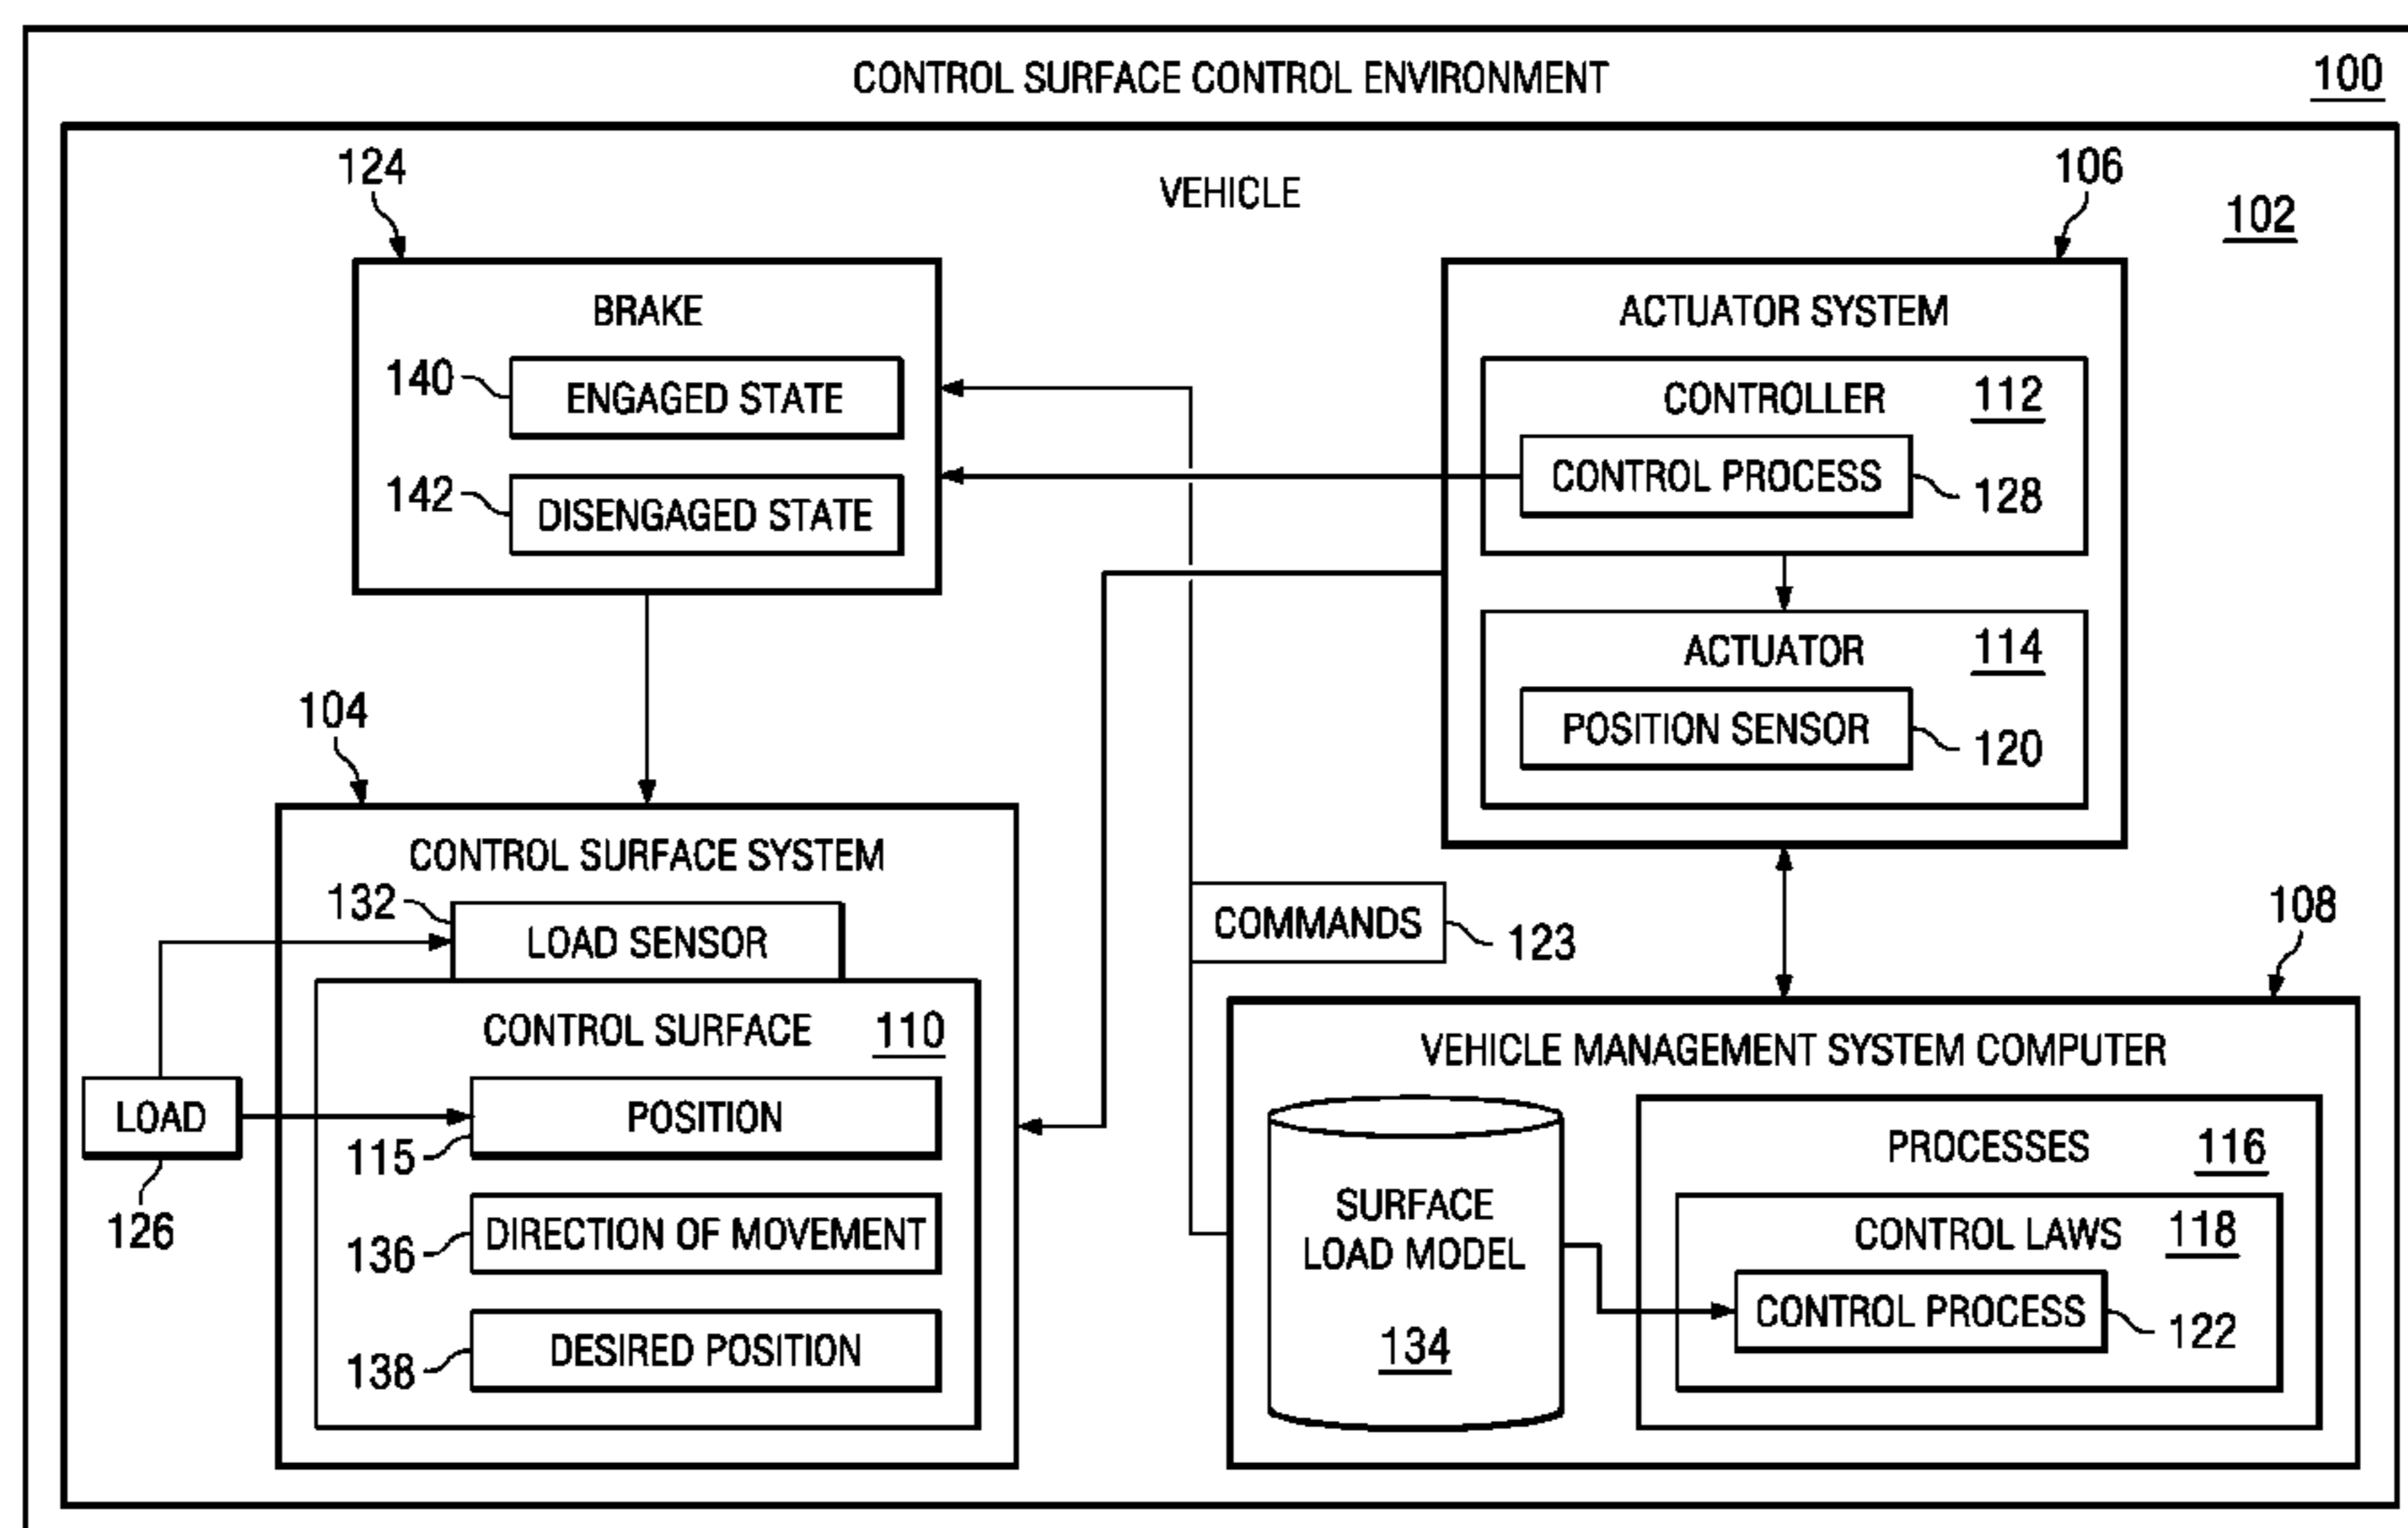 CONTROL SURFACE CONTROL ENVIRONMENT 100
VEHICLE 102
124
BRAKE
140 ENGAGED STATE
142 DISENGAGED STATE
106
ACTUATOR SYSTEM
CONTROLLER 112
CONTROL PROCESS 128
ACTUATOR 114
POSITION SENSOR 120
104
CONTROL SURFACE SYSTEM
132 LOAD SENSOR
CONTROL SURFACE 110
LOAD
126
POSITION
115
136 DIRECTION OF MOVEMENT
138 DESIRED POSITION
COMMANDS 123
108
VEHICLE MANAGEMENT SYSTEM COMPUTER
SURFACE
LOAD MODEL
134
PROCESSES 116
CONTROL LAWS 118
CONTROL PROCESS 122